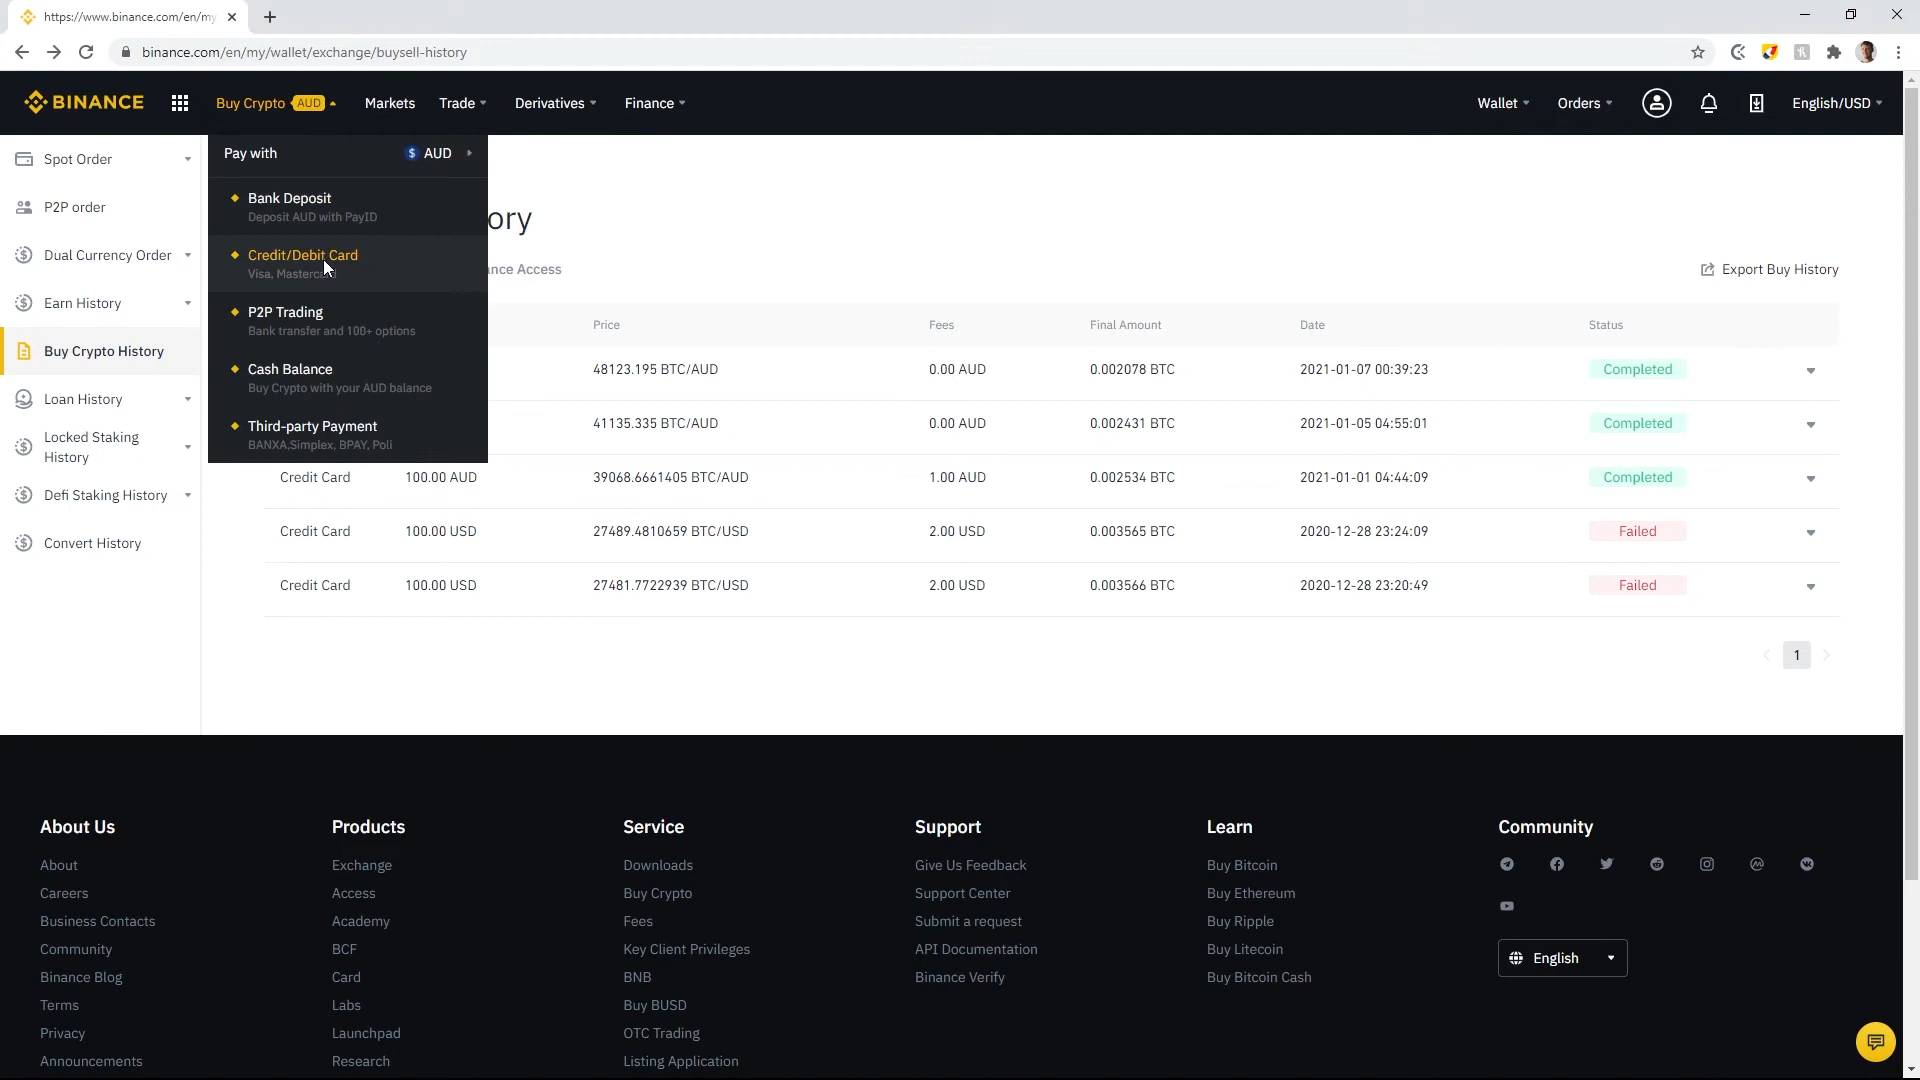 https://www.binance.com/en/my
binance.com/en/my/wallet/exchange/buysell-history
BINANCE
Buy Crypto AUD
Markets
Trade
Derivatives
Finance
Wallet
Orders
English/USD
Spot Order
P2P order
Dual Currency Order
Earn History
Buy Crypto History
Loan History
Locked Staking
History
Defi Staking History
Convert History
Pay with
$ AUD
Bank Deposit
Deposit AUD with PayID
Credit/Debit Card
Visa, Mastercard
P2P Trading
Bank transfer and 100+ options
Cash Balance
Buy Crypto with your AUD balance
Third-party Payment
BANXA,Simplex, BPAY, Poli
ory
nce Access
Export Buy History
Price Fees Final Amount Date Status
48123.195 BTC/AUD 0.00 AUD 0.002078 BTC 2021-01-07 00:39:23 Completed
41135.335 BTC/AUD 0.00 AUD 0.002431 BTC 2021-01-05 04:55:01 Completed
Credit Card 100.00 AUD 39068.6661405 BTC/AUD 1.00 AUD 0.002534 BTC 2021-01-01 04:44:09 Completed
Credit Card 100.00 USD 27489.4810659 BTC/USD 2.00 USD 0.003565 BTC 2020-12-28 23:24:09 Failed
Credit Card 100.00 USD 27481.7722939 BTC/USD 2.00 USD 0.003566 BTC 2020-12-28 23:20:49 Failed
1
About Us
About
Careers
Business Contacts
Community
Binance Blog
Terms
Privacy
Announcements
Products
Exchange
Access
Academy
BCF
Card
Labs
Launchpad
Research
Service
Downloads
Buy Crypto
Fees
Key Client Privileges
BNB
Buy BUSD
OTC Trading
Listing Application
Support
Give Us Feedback
Support Center
Submit a request
API Documentation
Binance Verify
Learn
Buy Bitcoin
Buy Ethereum
Buy Ripple
Buy Litecoin
Buy Bitcoin Cash
Community
English